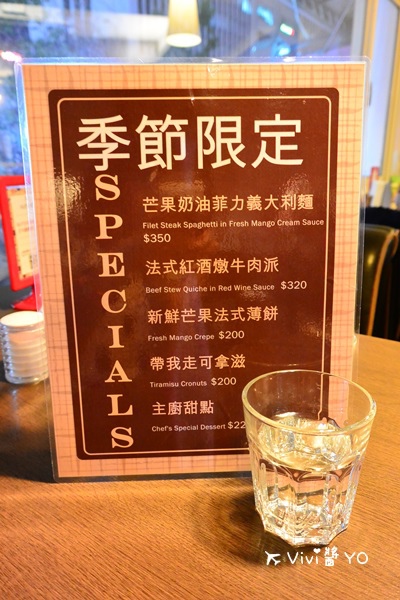 季節限定
SPECIALS
芒果奶油菲力義大利麵
Filet Steak Spaghetti in Fresh Mango Cream Sauce
$350
法式紅酒燉牛肉派
Beef Stew Quiche in Red Wine Sauce $320
新鮮芒果法式薄餅
Fresh Mango Crepe $200
帶我走可拿滋
Tiramisu Cronuts $200
主廚甜點
Chef's Special Dessert $22
Vivi醬 YO